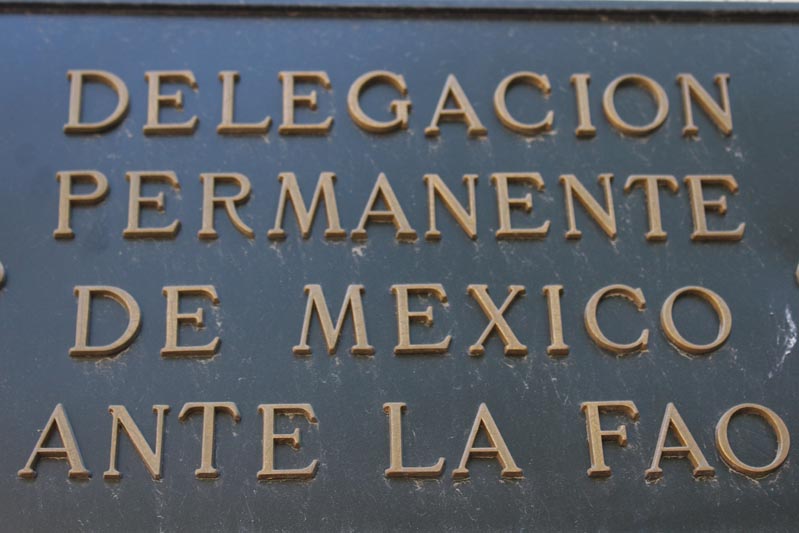 DELEGACION
PERMANENTE
DE MEXICO
ANTE LA FAO